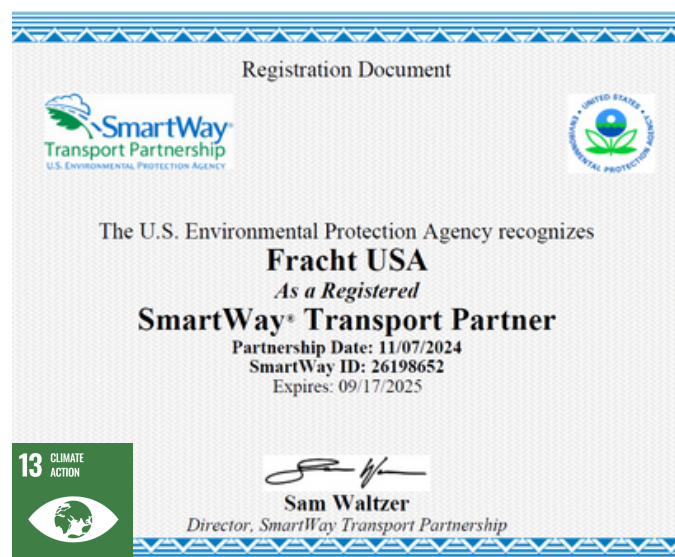 Registration Document
SmartWay®
Transport Partnership
U.S. ENVIRONMENTAL PROTECTION AGENCY
UNITED STATES
ENVIRONMENTAL PROTECTION AGENCY
The U.S. Environmental Protection Agency recognizes
Fracht USA
As a Registered
SmartWay® Transport Partner
Partnership Date: 11/07/2024
SmartWay ID: 26198652
Expires: 09/17/2025
13 CLIMATE
ACTION
Sam Waltzer
Director, SmartWay Transport Partnership